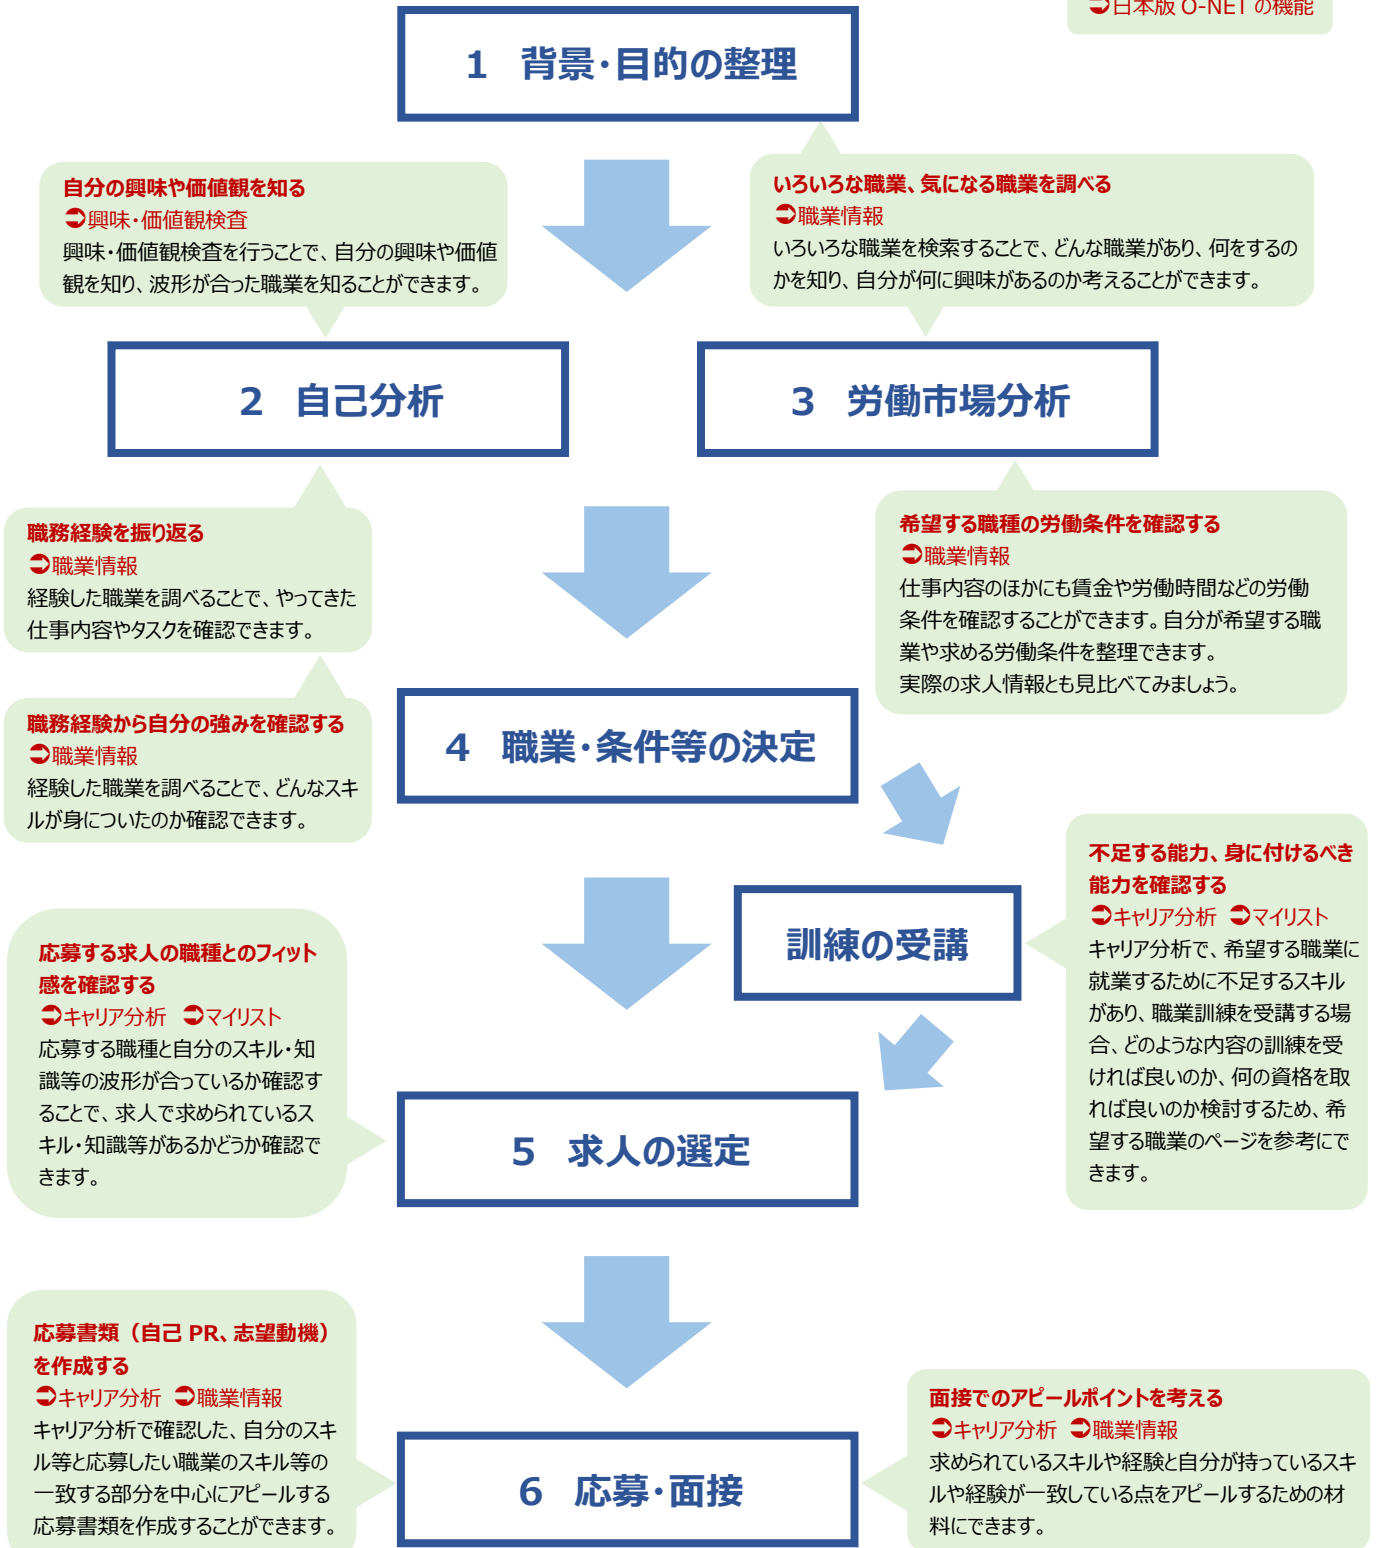 ➲日本版 O-NET の機能
1 背景・目的の整理
自分の興味や価値観を知る
➲興味・価値観検査
興味・価値観検査を行うことで、自分の興味や価値
観を知り、波形が合った職業を知ることができます。
いろいろな職業、気になる職業を調べる
➲職業情報
いろいろな職業を検索することで、どんな職業があり、何をするの
かを知り、自分が何に興味があるのか考えることができます。
2 自己分析
3 労働市場分析
職務経験を振り返る
➲職業情報
経験した職業を調べることで、やってきた
仕事内容やタスクを確認できます。
希望する職種の労働条件を確認する
➲職業情報
仕事内容のほかにも賃金や労働時間などの労働
条件を確認することができます。自分が希望する職
業や求める労働条件を整理できます。
実際の求人情報とも見比べてみましょう。
職務経験から自分の強みを確認する
➲職業情報
経験した職業を調べることで、どんなスキ
ルが身についたのか確認できます。
4 職業・条件等の決定
不足する能力、身に付けるべき
能力を確認する
➲キャリア分析 ➲マイリスト
キャリア分析で、希望する職業に
就業するために不足するスキル
があり、職業訓練を受講する場
合、どのような内容の訓練を受
ければ良いのか、何の資格を取
れば良いのか検討するため、希
望する職業のページを参考にで
きます。
訓練の受講
応募する求人の職種とのフィット
感を確認する
➲キャリア分析 ➲マイリスト
応募する職種と自分のスキル・知
識等の波形が合っているか確認す
ることで、求人で求められているス
キル・知識等があるかどうか確認で
きます。
5 求人の選定
応募書類（自己 PR、志望動機）
を作成する
➲キャリア分析 ➲職業情報
キャリア分析で確認した、自分のスキ
ル等と応募したい職業のスキル等の
一致する部分を中心にアピールする
応募書類を作成することができます。
6 応募・面接
面接でのアピールポイントを考える
➲キャリア分析 ➲職業情報
求められているスキルや経験と自分が持っているスキ
ルや経験が一致している点をアピールするための材
料にできます。